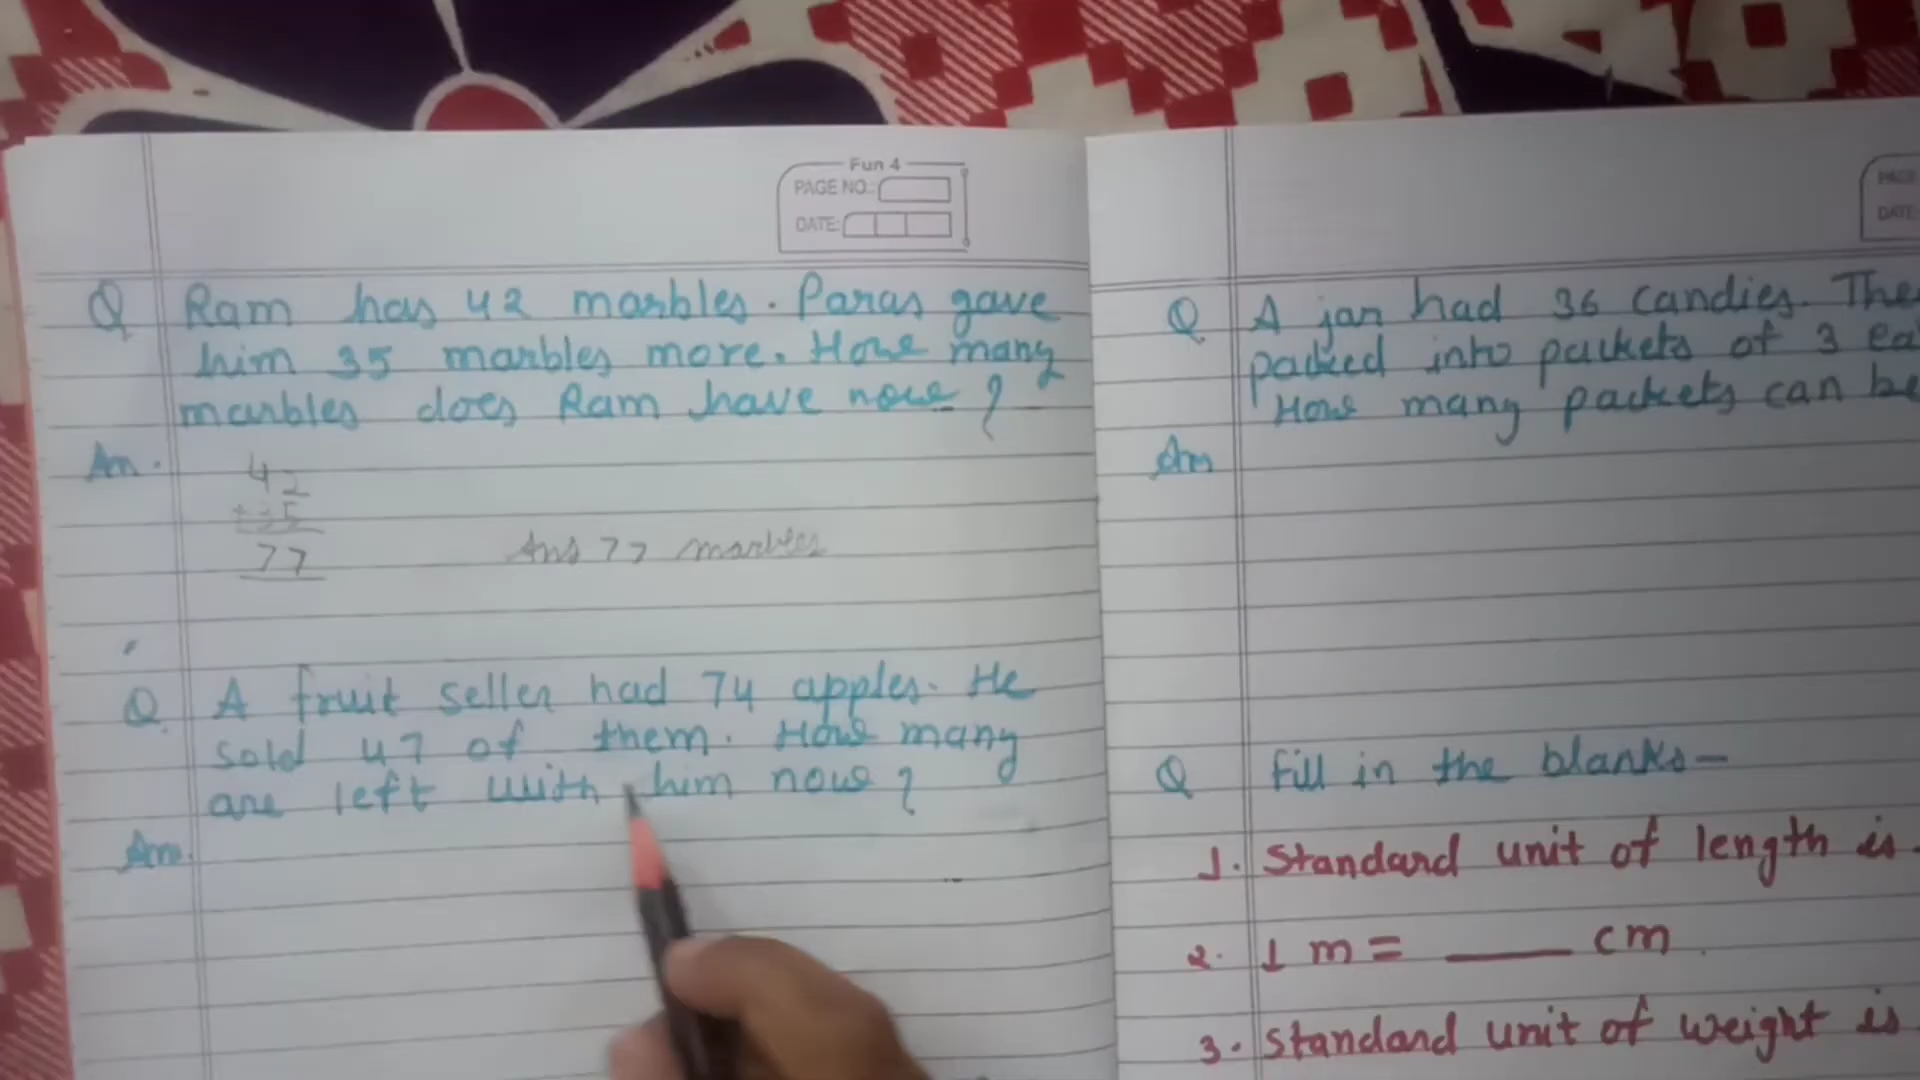 Fun 4
PAGE NO.:
DATE:
Q Ram has 42 marbles. Paras gave
him 35 marbles more. How many
marbles does Ram have now?
Ans.
42
+35
77
Ans 77 marbles
Q. A fruit seller had 74 apples. He
sold 47 of them. How many
are left with him now?
Ans.
PAGE
DATE:
Q. A jar had 36 candies.
packed into packets of 3
How many packets can be
Ans
Q Fill in the blanks-
1. Standard unit of length is
2. 1 m = ____ cm.
3. Standard unit of weight is